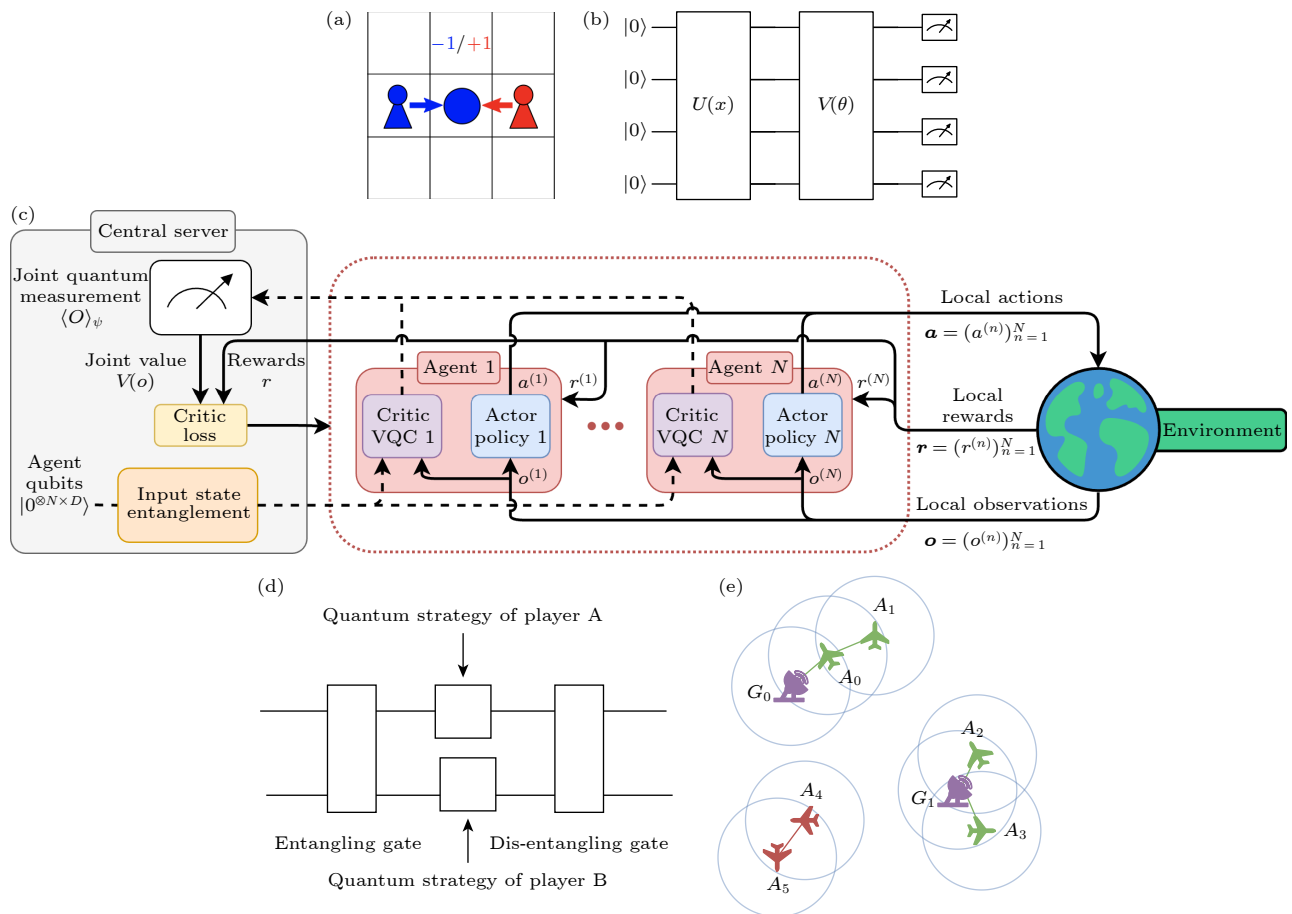 (a)
−1/+1
(b)
|0⟩
|0⟩
|0⟩
|0⟩
U(x)
V(θ)
(c)
Central server
Joint quantum
measurement
⟨O⟩ψ
Joint value
V(o)
Rewards
r
Critic
loss
Agent
qubits
|0⊗N×D⟩
Input state
entanglement
Agent 1
a(1)
r(1)
Critic
VQC 1
Actor
policy 1
o(1)
Agent N
a(N)
r(N)
Critic
VQC N
Actor
policy N
o(N)
Local actions
a = (a(n))N n=1
Local
rewards
r = (r(n))N n=1
Environment
Local observations
o = (o(n))N n=1
(d)
Quantum strategy of player A
Entangling gate
Dis-entangling gate
Quantum strategy of player B
(e)
A1
A0
G0
A2
G1
A3
A4
A5